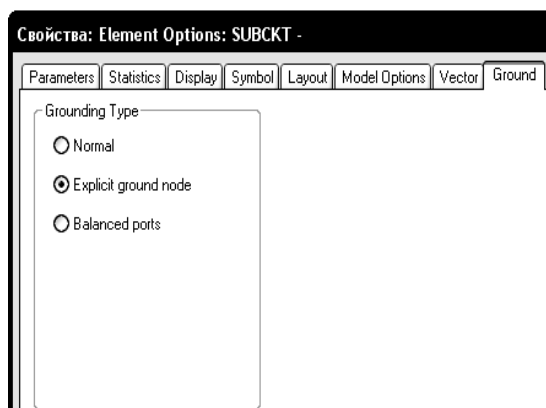 Свойства: Element Options: SUBCKT -
Parameters Statistics Display Symbol Layout Model Options Vector Ground
Grounding Type
Normal
Explicit ground node
Balanced ports